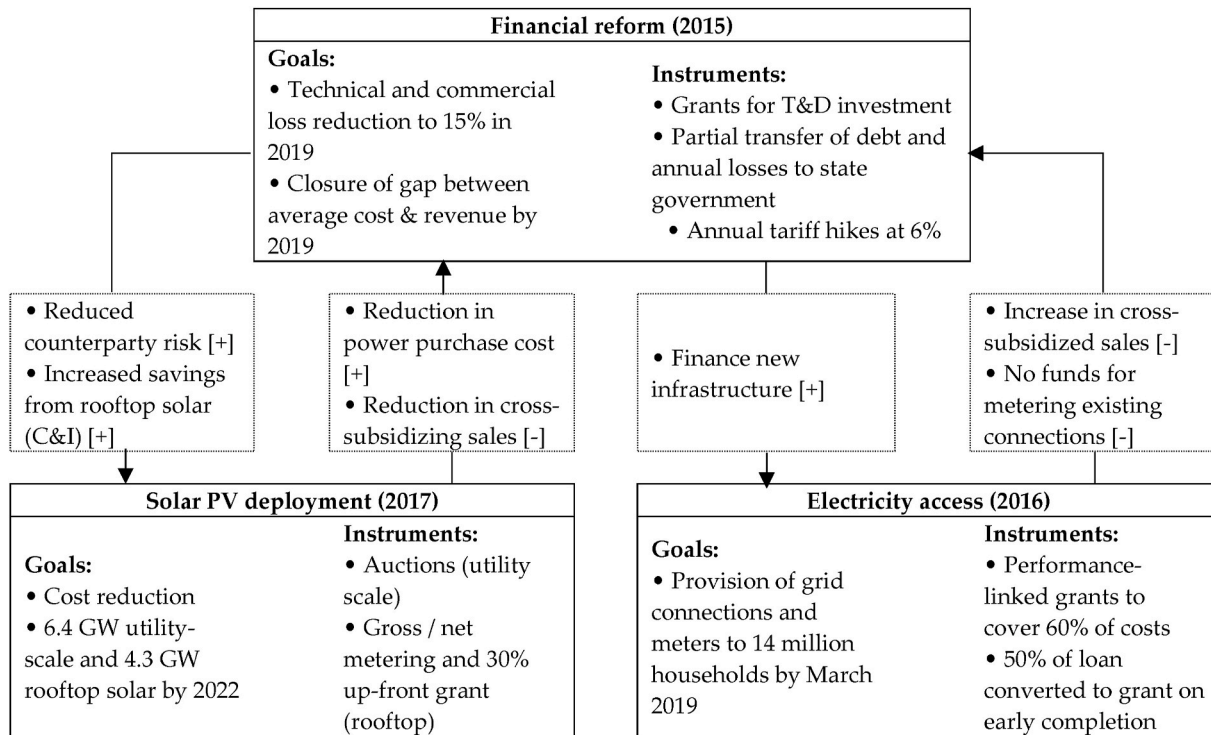 Financial reform (2015)
Goals:
• Technical and commercial
loss reduction to 15% in
2019
• Closure of gap between
average cost & revenue by
2019
Instruments:
• Grants for T&D investment
• Partial transfer of debt and
annual losses to state
government
• Annual tariff hikes at 6%
• Reduced
counterparty risk [+]
• Increased savings
from rooftop solar
(C&I) [+]
• Reduction in
power purchase cost
[+]
• Reduction in cross-
subsidizing sales [-]
• Finance new
infrastructure [+]
• Increase in cross-
subsidized sales [-]
• No funds for
metering existing
connections [-]
Solar PV deployment (2017)
Goals:
• Cost reduction
• 6.4 GW utility-
scale and 4.3 GW
rooftop solar by 2022
Instruments:
• Auctions (utility
scale)
• Gross / net
metering and 30%
up-front grant
(rooftop)
Electricity access (2016)
Goals:
• Provision of grid
connections and
meters to 14 million
households by March
2019
Instruments:
• Performance-
linked grants to
cover 60% of costs
• 50% of loan
converted to grant on
early completion